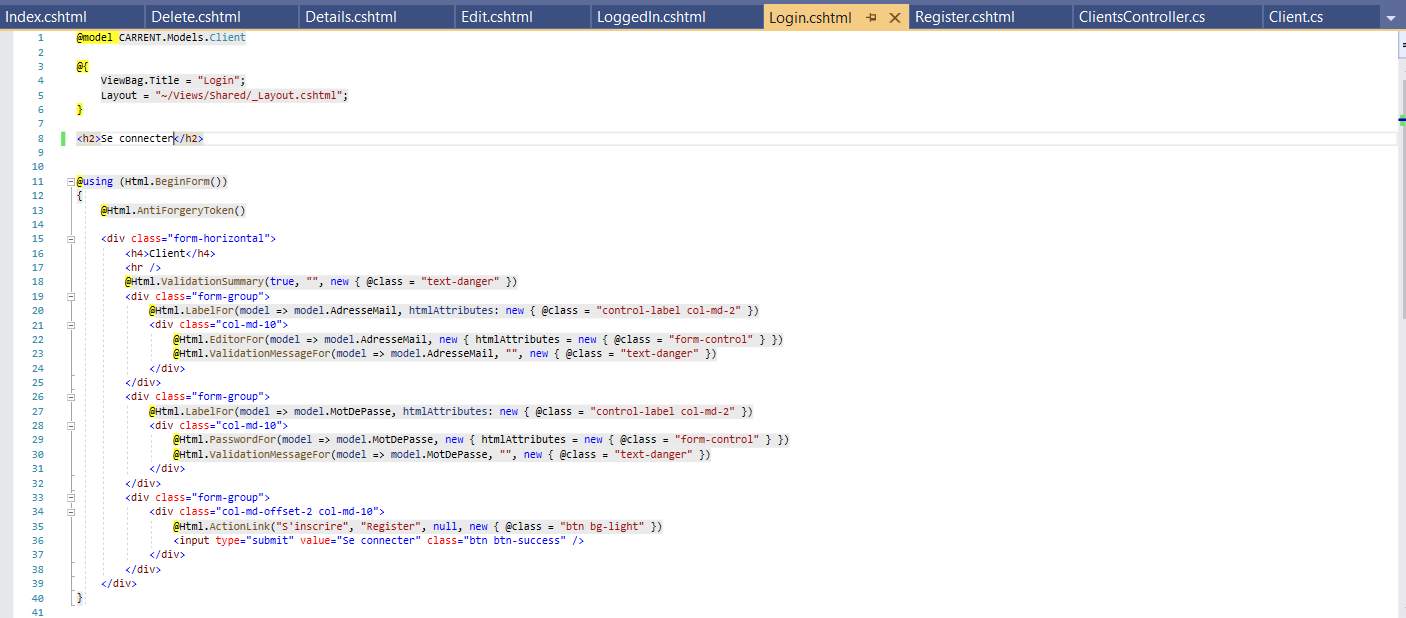 Index.cshtml Delete.cshtml Details.cshtml Edit.cshtml LoggedIn.cshtml Login.cshtml Register.cshtml ClientsController.cs Client.cs
1 @model CARRENT.Models.Client
2
3 @{
4 ViewBag.Title = "Login";
5 Layout = "~/Views/Shared/_Layout.cshtml";
6 }
7
8 <h2>Se connecter</h2>
9
10
11 @using (Html.BeginForm())
12 {
13 @Html.AntiForgeryToken()
14
15 <div class="form-horizontal">
16 <h4>Client</h4>
17 <hr />
18 @Html.ValidationSummary(true, "", new { @class = "text-danger" })
19 <div class="form-group">
20 @Html.LabelFor(model => model.AdresseMail, htmlAttributes: new { @class = "control-label col-md-2" })
21 <div class="col-md-10">
22 @Html.EditorFor(model => model.AdresseMail, new { htmlAttributes = new { @class = "form-control" } })
23 @Html.ValidationMessageFor(model => model.AdresseMail, "", new { @class = "text-danger" })
24 </div>
25 </div>
26 <div class="form-group">
27 @Html.LabelFor(model => model.MotDePasse, htmlAttributes: new { @class = "control-label col-md-2" })
28 <div class="col-md-10">
29 @Html.PasswordFor(model => model.MotDePasse, new { htmlAttributes = new { @class = "form-control" } })
30 @Html.ValidationMessageFor(model => model.MotDePasse, "", new { @class = "text-danger" })
31 </div>
32 </div>
33 <div class="form-group">
34 <div class="col-md-offset-2 col-md-10">
35 @Html.ActionLink("S'inscrire", "Register", null, new { @class = "btn bg-light" })
36 <input type="submit" value="Se connecter" class="btn btn-success" />
37 </div>
38 </div>
39 </div>
40 }
41